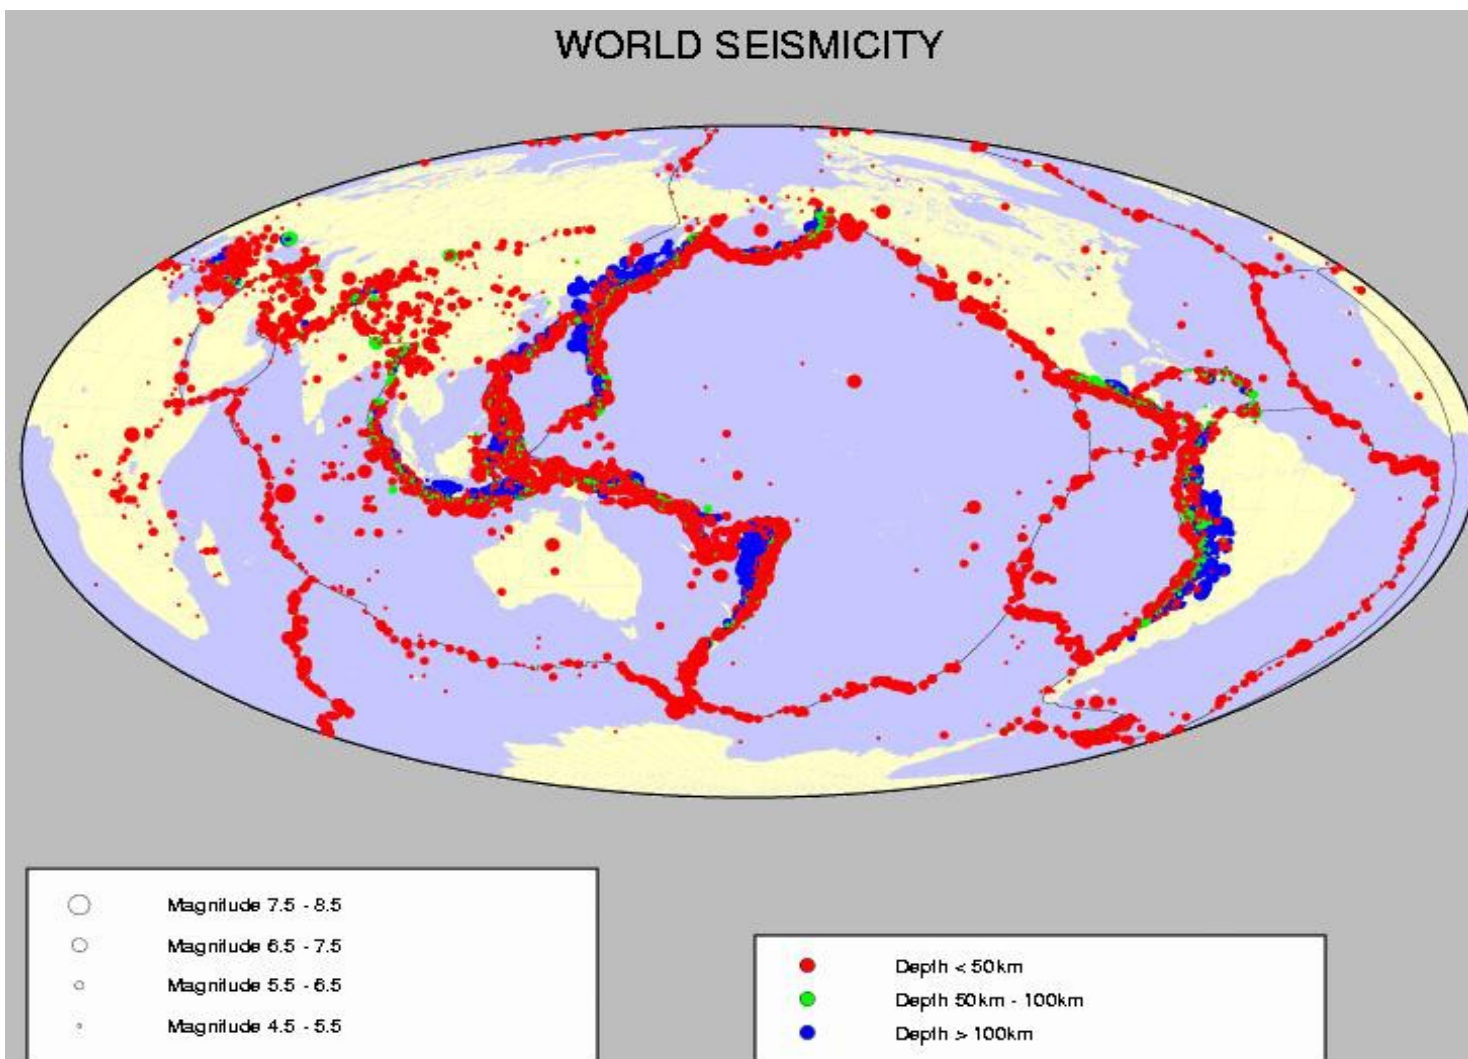 WORLD SEISMICITY
Magnitude 7.5 - 8.5
Magnitude 6.5 - 7.5
Magnitude 5.5 - 6.5
Magnitude 4.5 - 5.5
Depth < 50km
Depth 50km - 100km
Depth > 100km